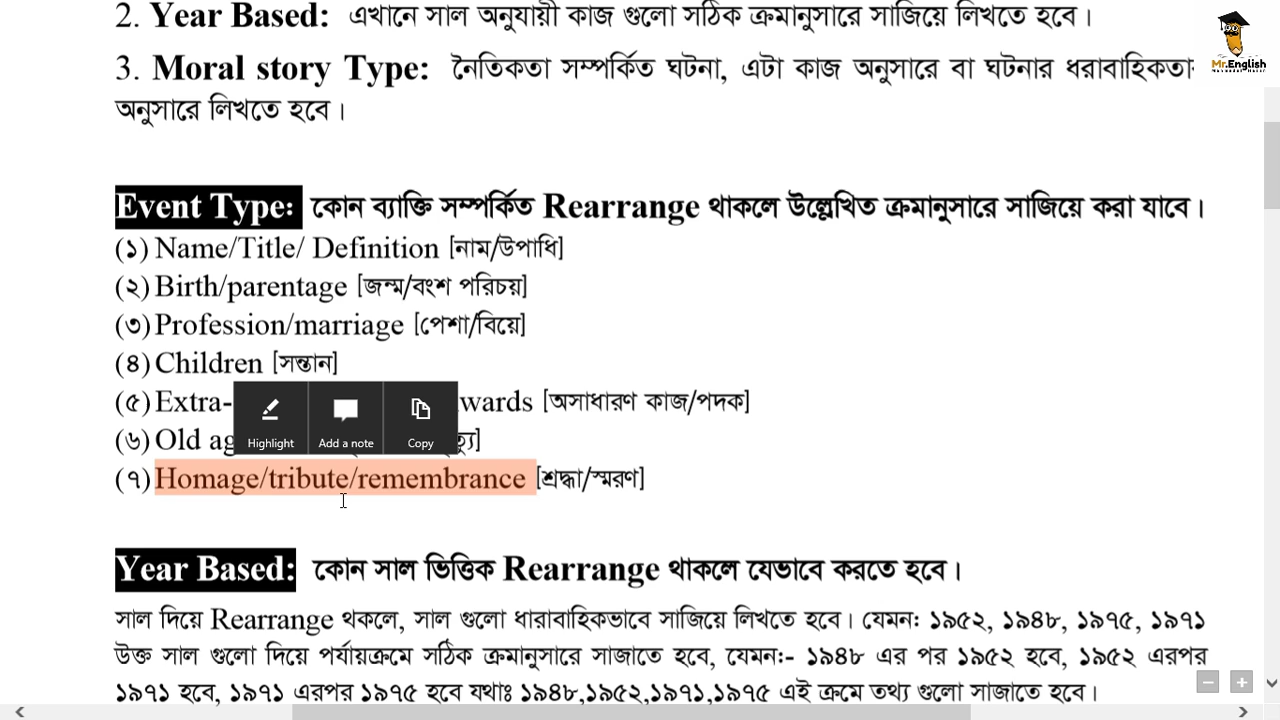 2. Year Based: এখানে সাল অনুযায়ী কাজ গুলো সঠিক ক্রমানুসারে সাজিয়ে লিখতে হবে।
Mr.English
3. Moral story Type: নৈতিকতা সম্পর্কিত ঘটনা, এটা কাজ অনুসারে বা ঘটনার ধরাবাহিকতা
অনুসারে লিখতে হবে।
Event Type: কোন ব্যাক্তি সম্পর্কিত Rearrange থাকলে উল্লেখিত ক্রমানুসারে সাজিয়ে করা যাবে।
(১) Name/Title/ Definition [নাম/উপাধি]
(২) Birth/parentage [জন্ম/বংশ পরিচয়]
(৩) Profession/marriage [পেশা/বিয়ে]
(৪) Children [সন্তান]
(৫) Extra- wards [অসাধারণ কাজ/পদক]
(৬) Old ag
Highlight Add a note Copy
(৭) Homage/tribute/remembrance [শ্রদ্ধা/স্মরণ]
Year Based: কোন সাল ভিত্তিক Rearrange থাকলে যেভাবে করতে হবে।
সাল দিয়ে Rearrange থাকলে, সাল গুলো ধারাবাহিকভাবে সাজিয়ে লিখতে হবে। যেমনঃ ১৯৫২, ১৯৪৮, ১৯৭৫, ১৯৭১
উক্ত সাল গুলো দিয়ে পর্যায়ক্রমে সঠিক ক্রমানুসারে সাজাতে হবে, যেমনঃ- ১৯৪৮ এর পর ১৯৫২ হবে, ১৯৫২ এরপর
১৯৭১ হবে, ১৯৭১ এরপর ১৯৭৫ হবে যথাঃ ১৯৪৮,১৯৫২,১৯৭১,১৯৭৫ এই ক্রমে তথ্য গুলো সাজাতে হবে।